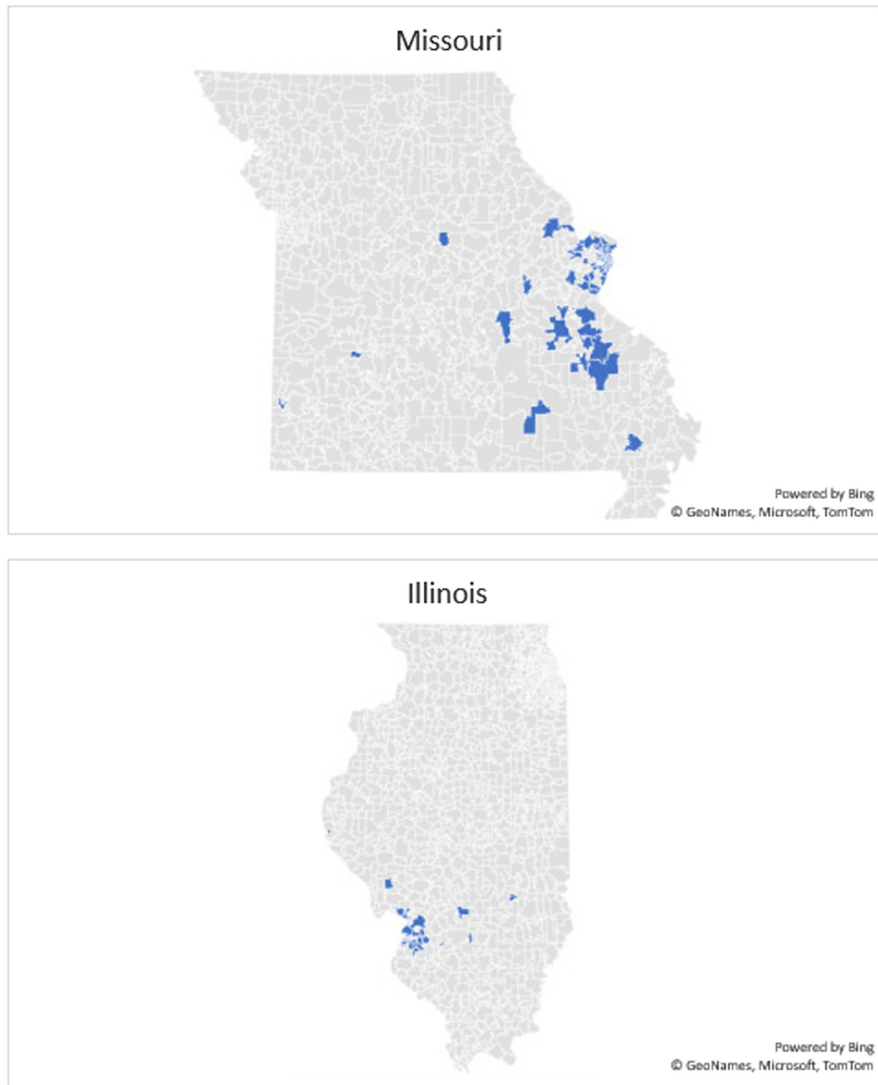 Missouri
Powered by Bing
© GeoNames, Microsoft, TomTom
Illinois
Powered by Bing
© GeoNames, Microsoft, TomTom